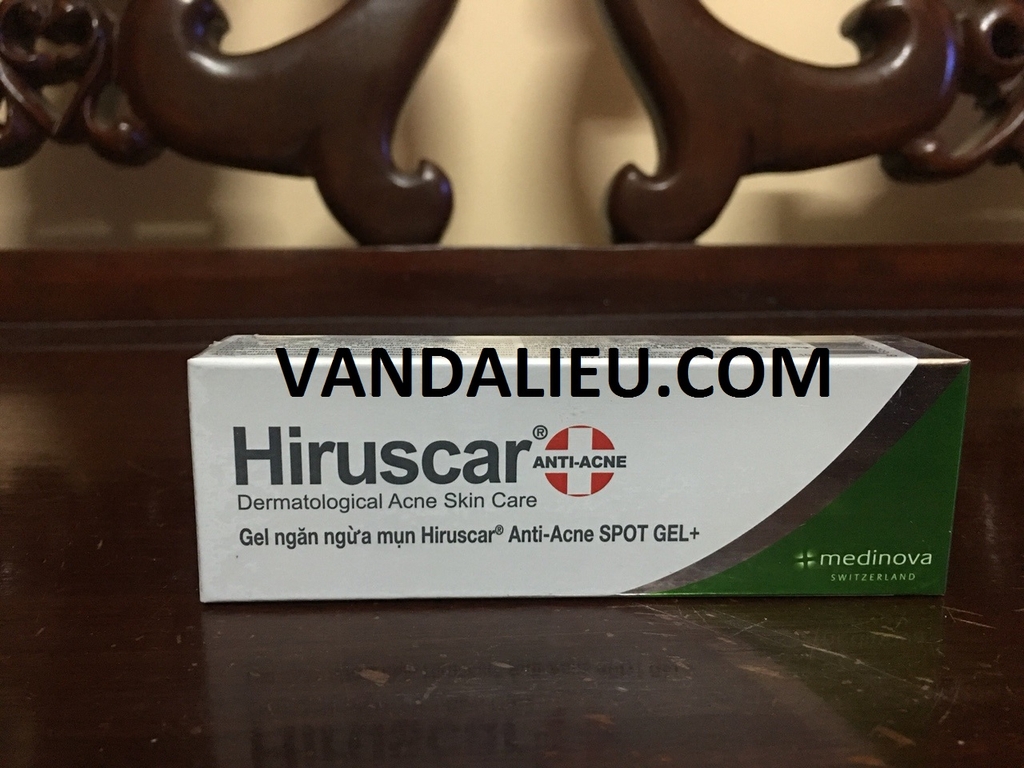 VANDALIEU.COM
Hiruscar® ANTI-ACNE
Dermatological Acne Skin Care
Gel ngăn ngừa mụn Hiruscar® Anti-Acne SPOT GEL+
medinova
SWITZERLAND